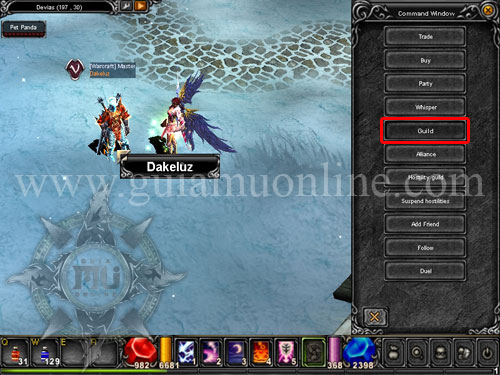 Devias (197 , 30)
Command Window
Pet Panda
Trade
[Warcraft] Master
Dakeluz
Buy
Party
Whisper
Guild
Dakeluz
Alliance
www.guiamuonline.com
Hostility guild
Suspend hostilities
Add Friend
MU
Follow
Duel
Q W E R
31 129 982 6681 1 2 3 4 5 368 2398